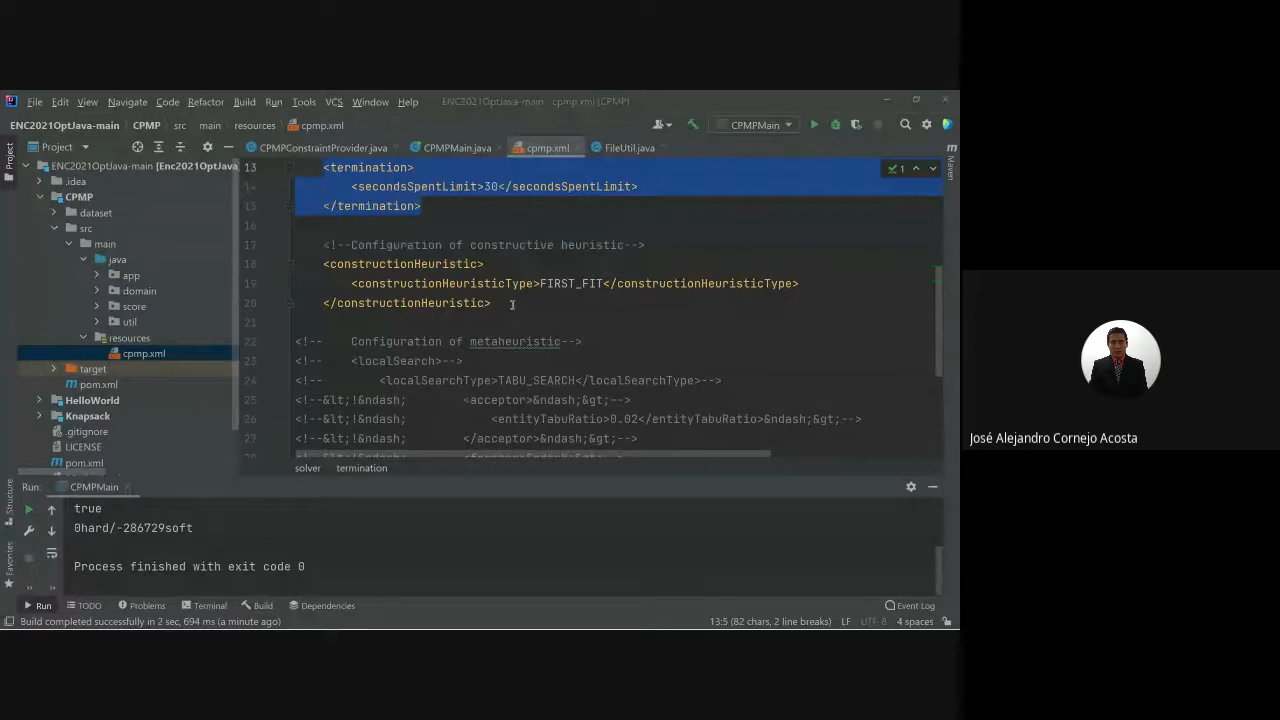 File Edit View Navigate Code Refactor Build Run Tools VCS Window Help ENC2021OptJava-main cpmp.xml [CPMP]
ENC2021OptJava-main CPMP src main resources cpmp.xml CPMPMain
Project CPMPConstraintProvider.java CPMPMain.java cpmp.xml FileUtil.java
Project
Maven
Structure
Favorites
ENC2021OptJava-main [Enc2021OptJava
.idea
CPMP
dataset
src
main
java
app
domain
score
util
resources
cpmp.xml
target
pom.xml
HelloWorld
Knapsack
.gitignore
LICENSE
pom.xml
1
13 <termination>
14 <secondsSpentLimit>30</secondsSpentLimit>
15 </termination>
16
17 <!--Configuration of constructive heuristic-->
18 <constructionHeuristic>
19 <constructionHeuristicType>FIRST_FIT</constructionHeuristicType>
20 </constructionHeuristic>
21
22 <!-- Configuration of metaheuristic-->
23 <!-- <localSearch>-->
24 <!-- <localSearchType>TABU_SEARCH</localSearchType>-->
25 <!--&lt;!&ndash; <acceptor>&ndash;&gt;-->
26 <!--&lt;!&ndash; <entityTabuRatio>0.02</entityTabuRatio>&ndash;&gt;-->
27 <!--&lt;!&ndash; </acceptor>&ndash;&gt;-->
solver termination
Run: CPMPMain
true
0hard/-286729soft
Process finished with exit code 0
Run TODO Problems Terminal Build Dependencies Event Log
Build completed successfully in 2 sec, 694 ms (a minute ago) 13:5 (82 chars, 2 line breaks) LF UTF-8 4 spaces
José Alejandro Cornejo Acosta